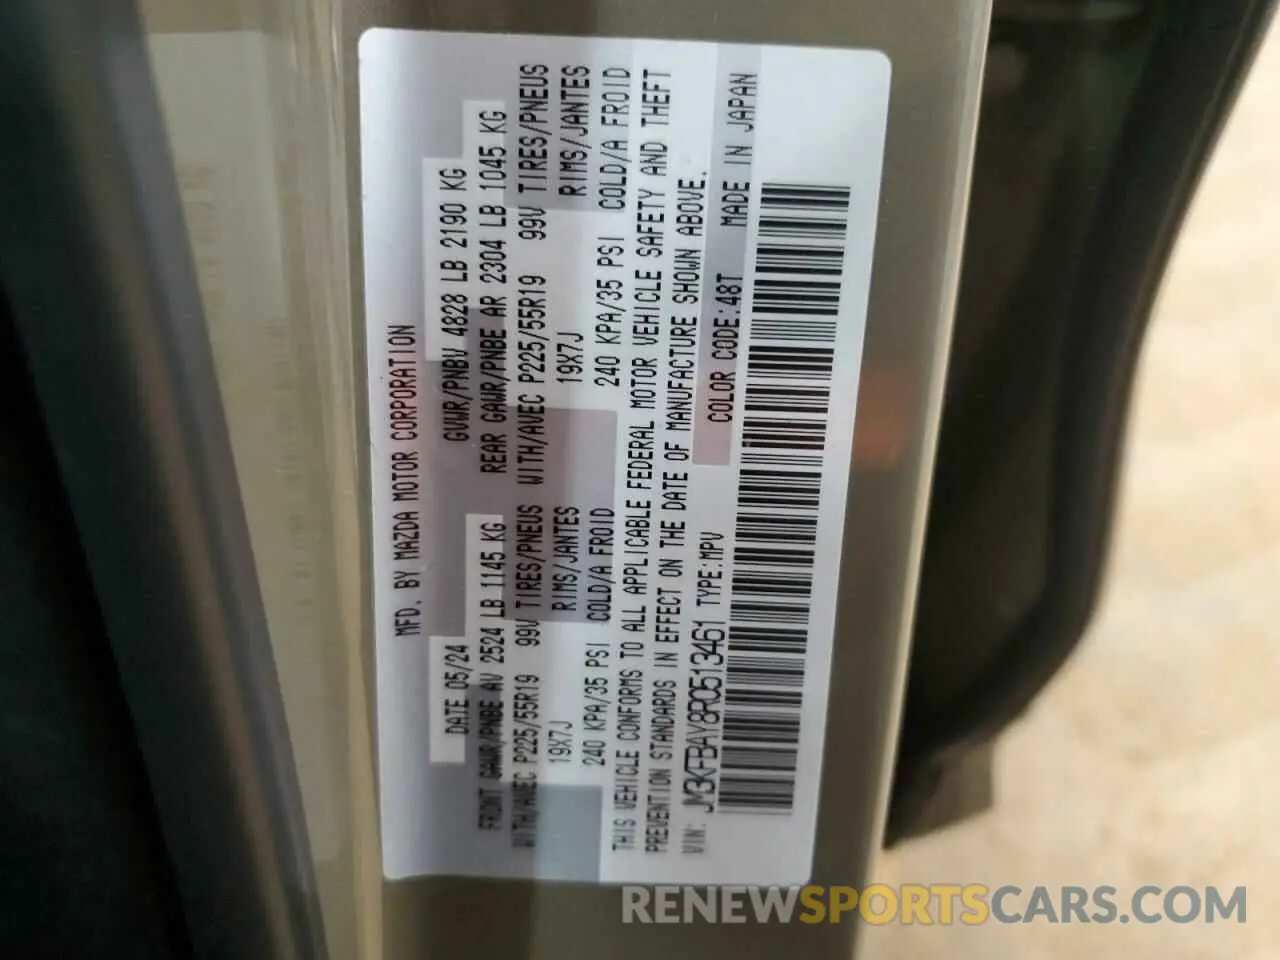 MFD. BY MAZDA MOTOR CORPORATION
DATE 05/24 GVWR/PNBV 4828 LB 2190 KG
FRONT GAWR/PNBE AV 2524 LB 1145 KG REAR GAWR/PNBE AR 2304 LB 1045 KG
WITH/AVEC P225/55R19 99V TIRES/PNEUS WITH/AVEC P225/55R19 99V TIRES/PNEUS
19X7J RIMS/JANTES 19X7J RIMS/JANTES
240 KPA/35 PSI COLD/A FROID 240 KPA/35 PSI COLD/A FROID
THIS VEHICLE CONFORMS TO ALL APPLICABLE FEDERAL MOTOR VEHICLE SAFETY AND THEFT
PREVENTION STANDARDS IN EFFECT ON THE DATE OF MANUFACTURE SHOWN ABOVE.
VIN: JM3KFBAY8R0513461 TYPE:MPV COLOR CODE:48T MADE IN JAPAN
RENEWSPORTSCARS.COM